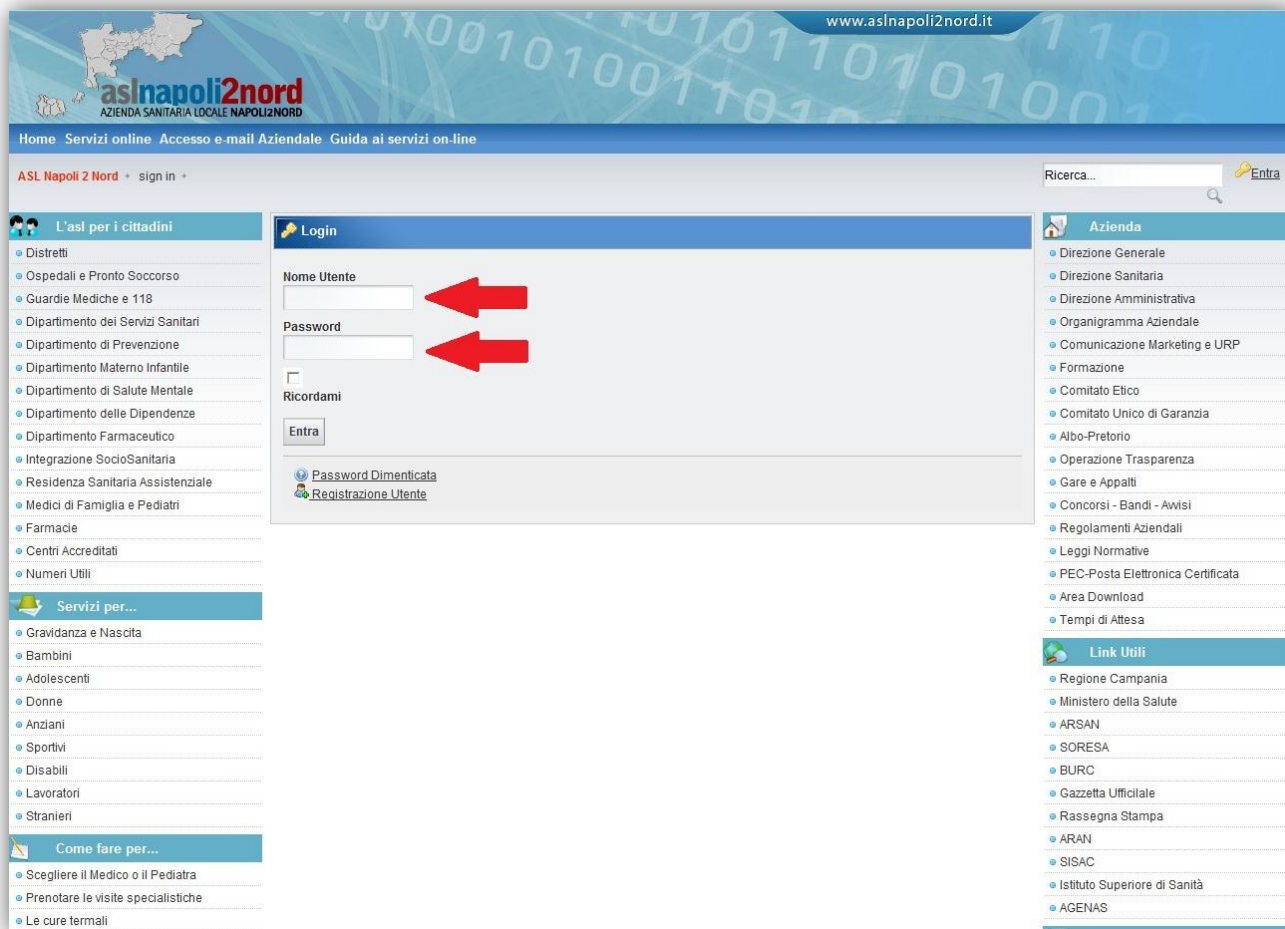 www.aslnapoli2nord.it
aslnapoli2nord
AZIENDA SANITARIA LOCALE NAPOLI2NORD
Home Servizi online Accesso e-mail Aziendale Guida ai servizi on-line
ASL Napoli 2 Nord sign in
Ricerca...
Entra
L'asl per i cittadini
Distretti
Ospedali e Pronto Soccorso
Guardie Mediche e 118
Dipartimento dei Servizi Sanitari
Dipartimento di Prevenzione
Dipartimento Materno Infantile
Dipartimento di Salute Mentale
Dipartimento delle Dipendenze
Dipartimento Farmaceutico
Integrazione SocioSanitaria
Residenza Sanitaria Assistenziale
Medici di Famiglia e Pediatri
Farmacie
Centri Accreditati
Numeri Utili
Servizi per...
Gravidanza e Nascita
Bambini
Adolescenti
Donne
Anziani
Sportivi
Disabili
Lavoratori
Stranieri
Come fare per...
Scegliere il Medico o il Pediatra
Prenotare le visite specialistiche
Le cure termali
Login
Nome Utente
Password
Ricordami
Entra
Password Dimenticata
Registrazione Utente
Azienda
Direzione Generale
Direzione Sanitaria
Direzione Amministrativa
Organigramma Aziendale
Comunicazione Marketing e URP
Formazione
Comitato Etico
Comitato Unico di Garanzia
Albo-Pretorio
Operazione Trasparenza
Gare e Appalti
Concorsi - Bandi - Avvisi
Regolamenti Aziendali
Leggi Normative
PEC-Posta Elettronica Certificata
Area Download
Tempi di Attesa
Link Utili
Regione Campania
Ministero della Salute
ARSAN
SORESA
BURC
Gazzetta Ufficilale
Rassegna Stampa
ARAN
SISAC
Istituto Superiore di Sanità
AGENAS